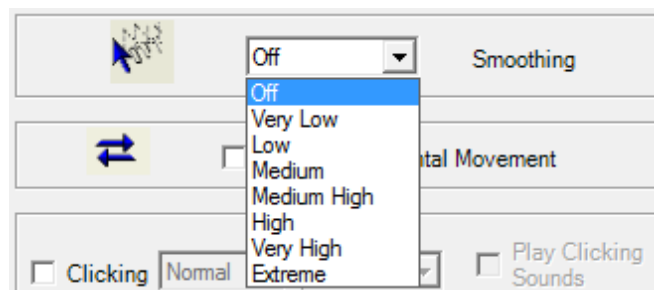 Off
Smoothing
Off
Very Low
Low
Medium
Medium High
High
Very High
Extreme
Movement
Clicking
Normal
Play Clicking
Sounds